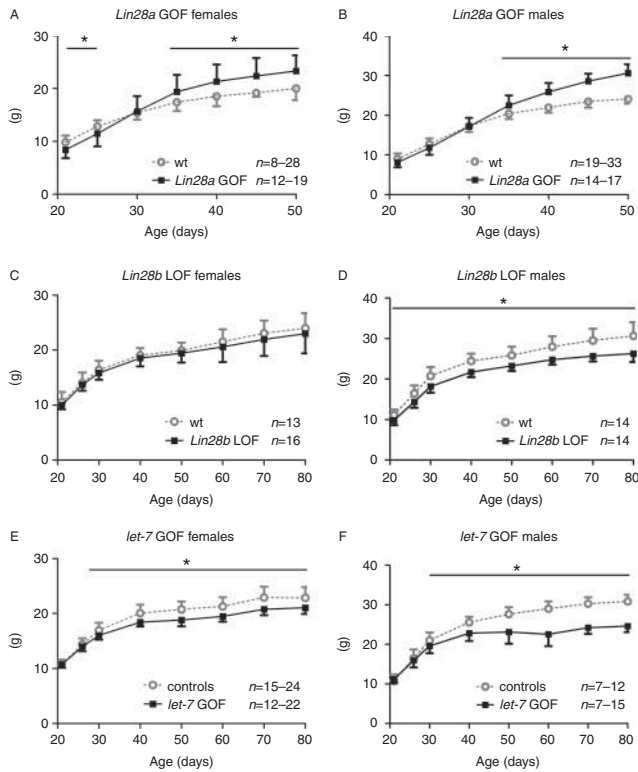 A Lin28a GOF females
* *
30
20
(g)
10
0
wt n=8–28
Lin28a GOF n=12–19
20 30 40 50
Age (days)
B Lin28a GOF males
*
40
30
(g)
20
10
0
wt n=19–33
Lin28a GOF n=14–17
20 30 40 50
Age (days)
C Lin28b LOF females
30
20
(g)
10
0
wt n=13
Lin28b LOF n=16
20 30 40 50 60 70 80
Age (days)
D Lin28b LOF males
*
40
30
(g)
20
10
0
wt n=14
Lin28b LOF n=14
20 30 40 50 60 70 80
Age (days)
E let-7 GOF females
*
30
20
(g)
10
0
controls n=15–24
let-7 GOF n=12–22
20 30 40 50 60 70 80
Age (days)
F let-7 GOF males
*
40
30
(g)
20
10
0
controls n=7–12
let-7 GOF n=7–15
20 30 40 50 60 70 80
Age (days)